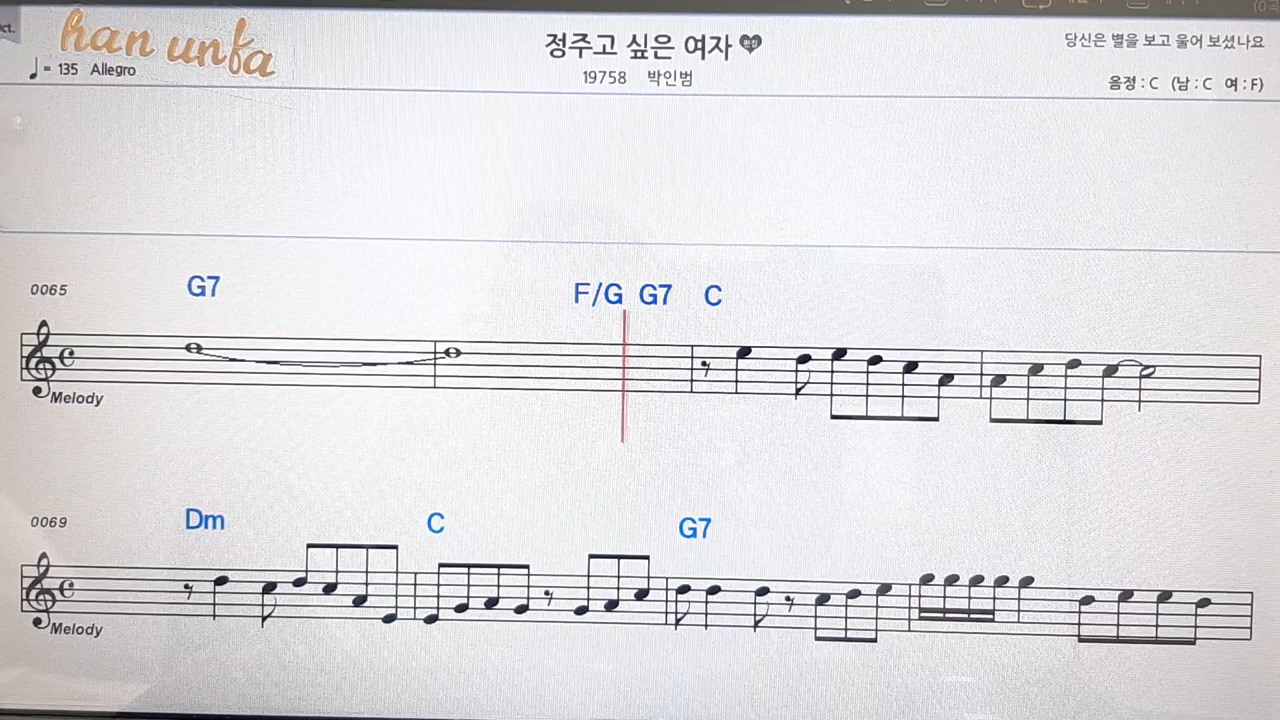 han unfa
정주고 싶은 여자
당신은 별을 보고 울어 보셨나요
= 135 Allegro
19758 박인범
음정 : C (남 : C 여 : F)
0065 G7 F/G G7 C
Melody
0069 Dm C G7
Melody